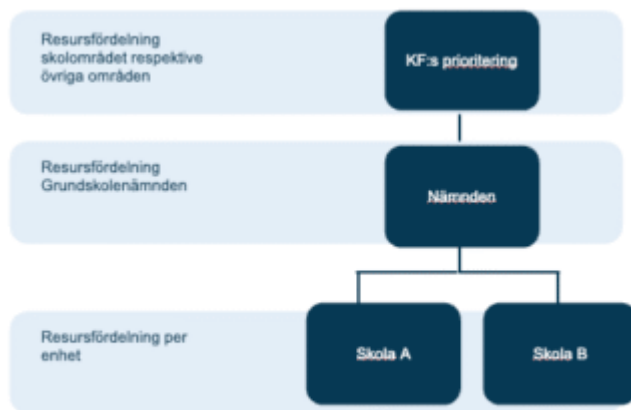 Resursfördelning
skolområdet respektive
övriga områden
KF:s prioritering
Resursfördelning
Grundskolenämnden
Nämnden
Resursfördelning per
enhet
Skola A
Skola B